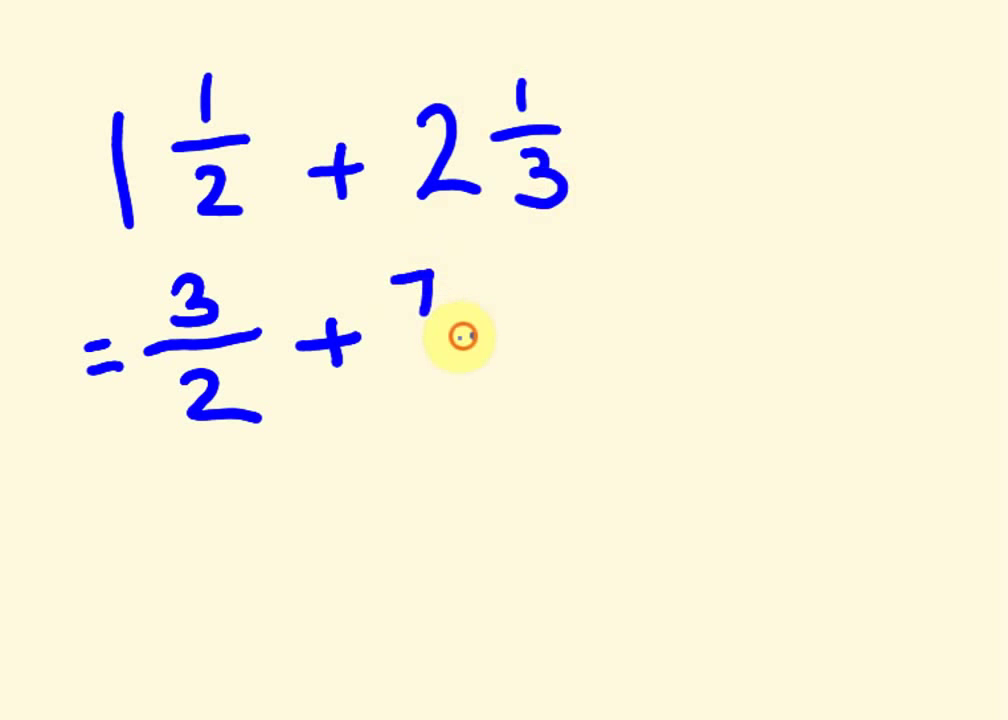 1 1/2 + 2 1/3
= 3/2 + 7